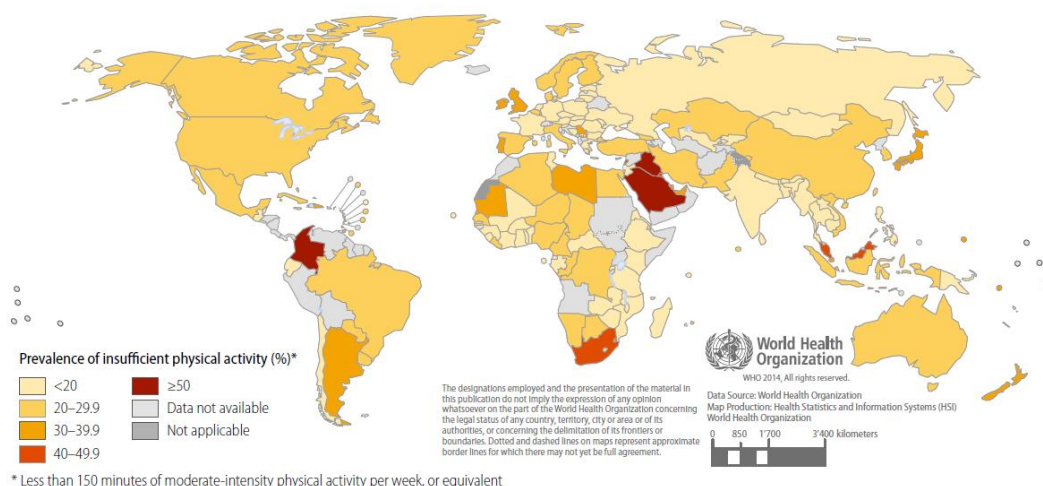 Prevalence of insufficient physical activity (%)*
<20
20–29.9
30–39.9
40–49.9
≥50
Data not available
Not applicable
The designations employed and the presentation of the material in
this publication do not imply the expression of any opinion
whatsoever on the part of the World Health Organization concerning
the legal status of any country, territory, city or area or of its
authorities, or concerning the delimitation of its frontiers or
boundaries. Dotted and dashed lines on maps represent approximate
border lines for which there may not yet be full agreement.
World Health
Organization
WHO 2014, All rights reserved.
Data Source: World Health Organization
Map Production: Health Statistics and Information Systems (HSI)
World Health Organization
0 850 1'700 3'400 kilometers
* Less than 150 minutes of moderate-intensity physical activity per week, or equivalent